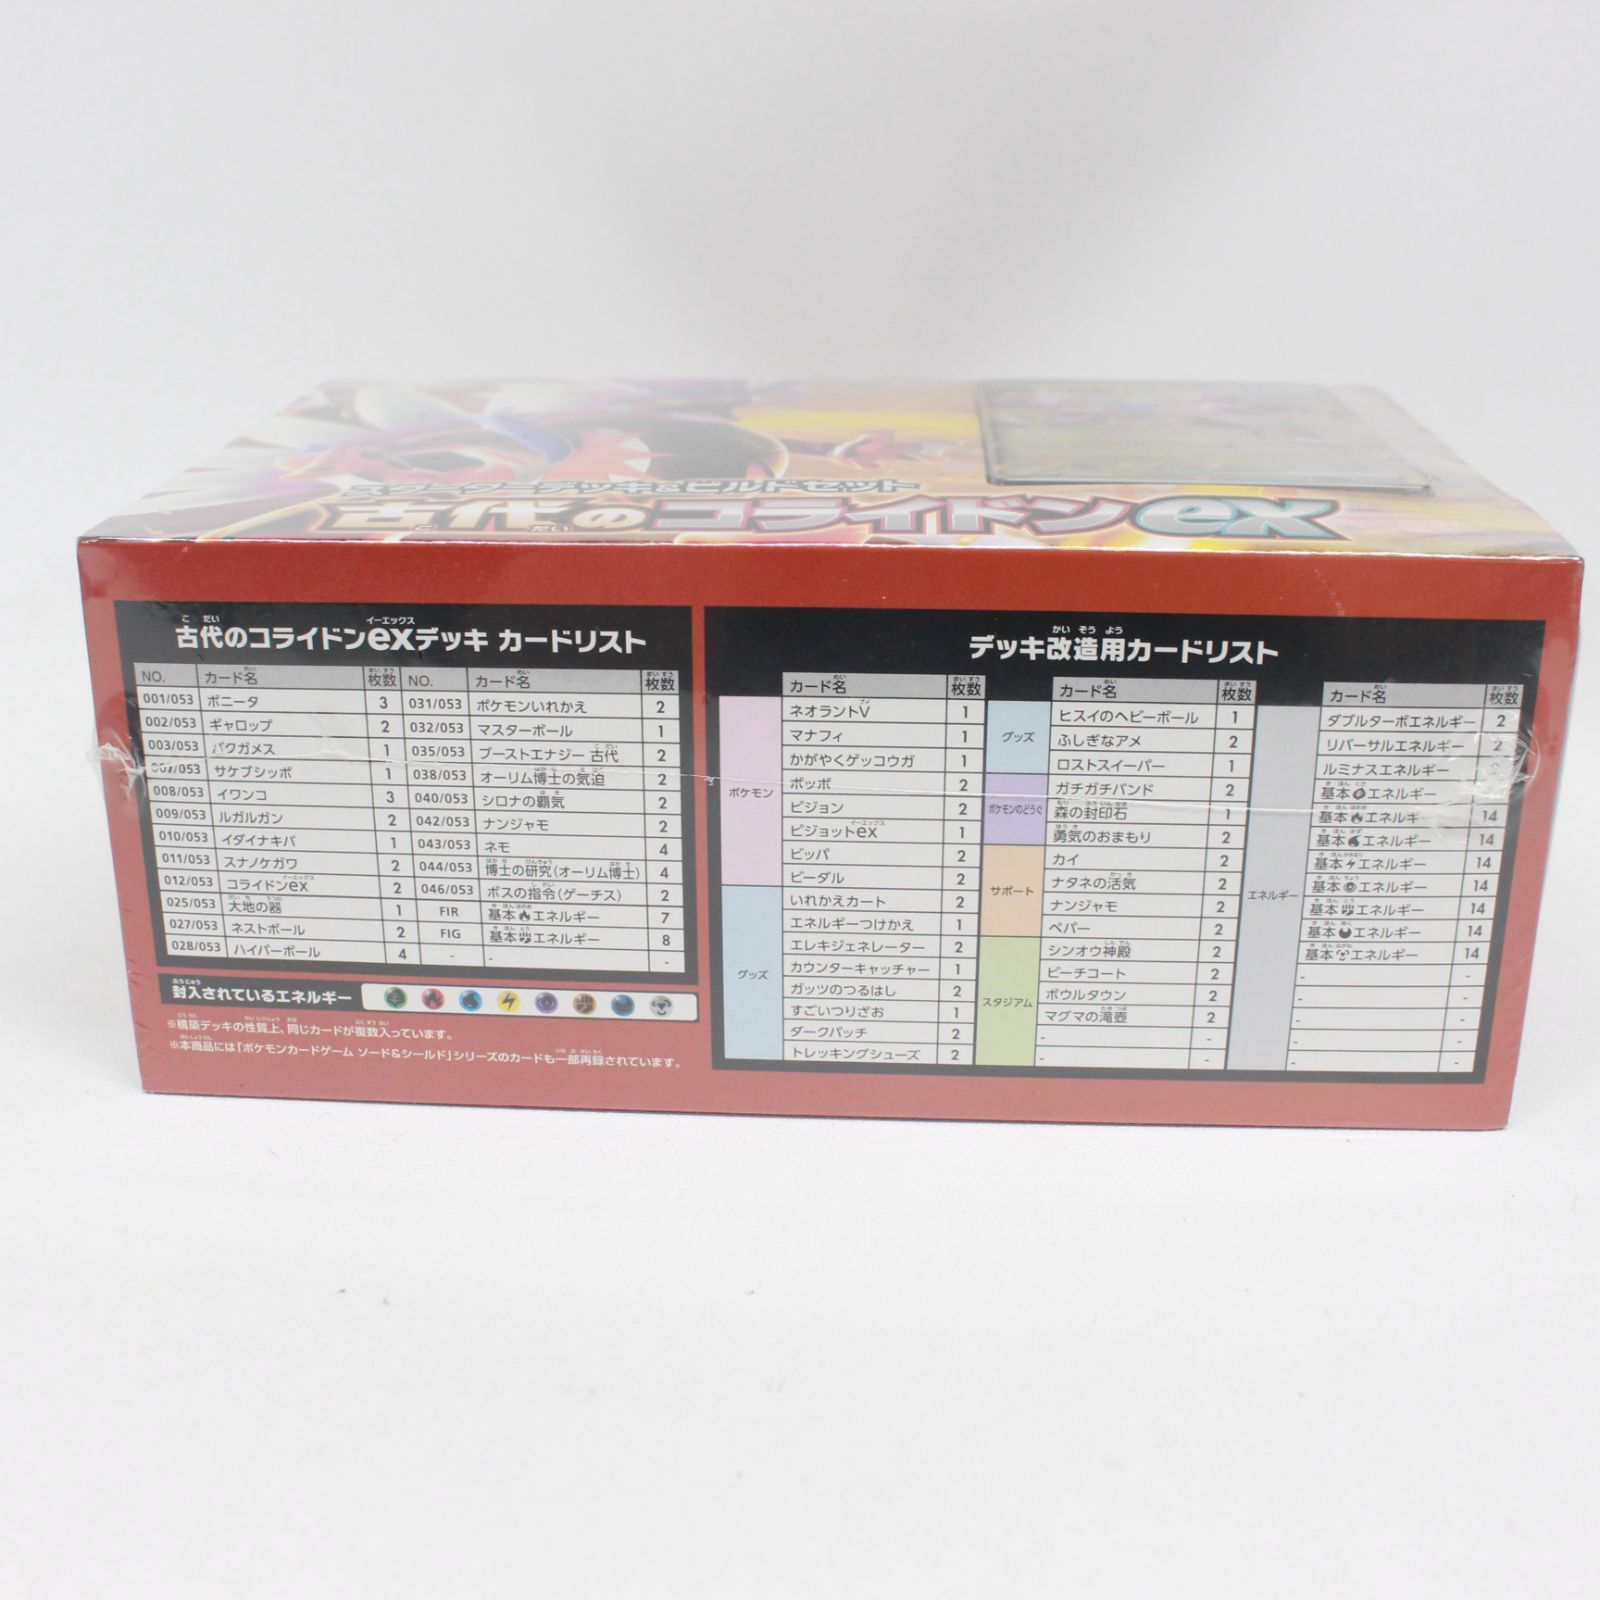 スターターデッキ&ビルドセット
古代のコライドンex
こ だい
古代のコライドンexデッキ カードリスト
こ だい イーエックス
NO. カード名 枚数 NO. カード名 枚数
001/053 ポニータ 3 031/053 ポケモンいれかえ 2
002/053 ギャロップ 2 032/053 マスターボール 1
003/053 バクガメス 1 035/053 ブーストエナジー 古代 2
007/053 サケブシッポ 1 038/053 オーリム博士の気迫 2
008/053 イワンコ 3 040/053 シロナの覇気 2
009/053 ルガルガン 2 042/053 ナンジャモ 2
010/053 イダイナキバ 1 043/053 ネモ 4
011/053 スナノケガワ 2 044/053 博士の研究(オーリム博士) 4
012/053 コライドンex 2 046/053 ボスの指令(ゲーチス) 2
025/053 大地の器 1 FIR 基本エネルギー 7
027/053 ネストボール 2 FIG 基本エネルギー 8
028/053 ハイパーボール 4 - - -
封入されているエネルギー
※構築デッキの性質上、同じカードが複数入っています。
※本商品には「ポケモンカードゲーム ソード&シールド」シリーズのカードも一部再録されています。
デッキ改造用カードリスト
かい ぞう よう
カード名 枚数
ポケモン
ネオラントV 1
マナフィ 1
かがやくゲッコウガ 1
ポッポ 2
ピジョン 2
ピジョットex 1
ビッパ 2
ビーダル 2
グッズ
いれかえカート 2
エネルギーつけかえ 1
エレキジェネレーター 2
カウンターキャッチャー 1
ガッツのつるはし 2
すごいつりざお 1
ダークパッチ 2
トレッキングシューズ 2
カード名 枚数
グッズ
ヒスイのヘビーボール 1
ふしぎなアメ 2
ロストスイーパー 1
ポケモンのどうぐ
ガチガチバンド 2
森の封印石 1
勇気のおまもり 2
サポート
カイ 2
ナタネの活気 2
ナンジャモ 2
ペパー 2
スタジアム
シンオウ神殿 2
ビーチコート 2
ボウルタウン 2
マグマの滝壺 2
- -
- -
カード名 枚数
エネルギー
ダブルターボエネルギー 2
リバーサルエネルギー 2
ルミナスエネルギー
基本エネルギー
基本エネルギー 14
基本エネルギー 14
基本エネルギー 14
基本エネルギー 14
基本エネルギー 14
基本エネルギー 14
基本エネルギー 14
- -
- -
- -
- -
- -